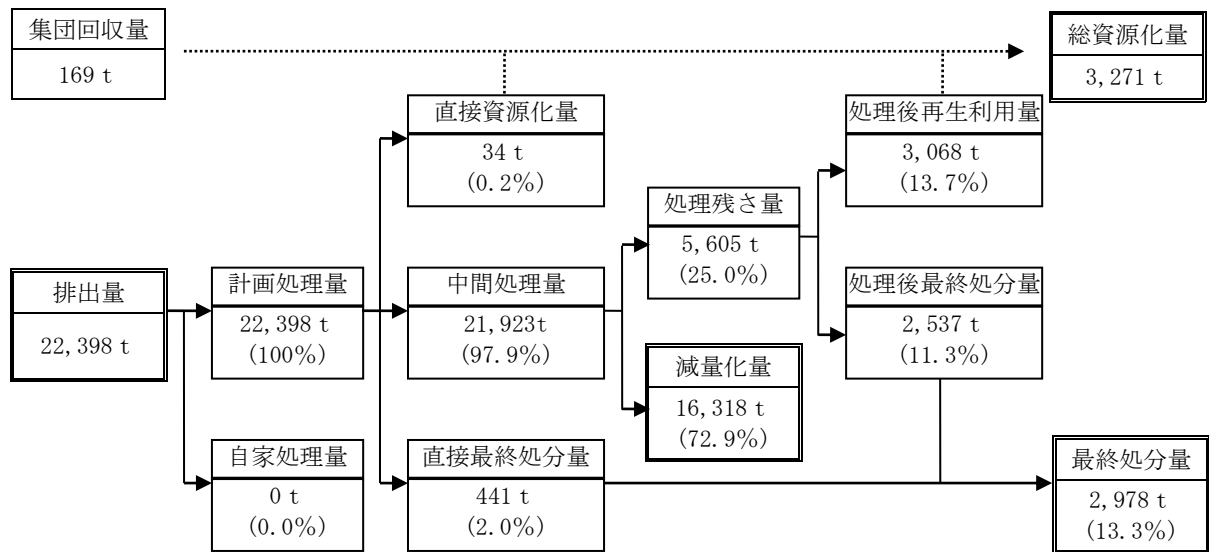 集団回収量
169 t
総資源化量
3,271 t
直接資源化量
34 t
(0.2%)
処理後再生利用量
3,068 t
(13.7%)
処理残さ量
5,605 t
(25.0%)
排出量
22,398 t
計画処理量
22,398 t
(100%)
中間処理量
21,923t
(97.9%)
処理後最終処分量
2,537 t
(11.3%)
減量化量
16,318 t
(72.9%)
自家処理量
0 t
(0.0%)
直接最終処分量
441 t
(2.0%)
最終処分量
2,978 t
(13.3%)